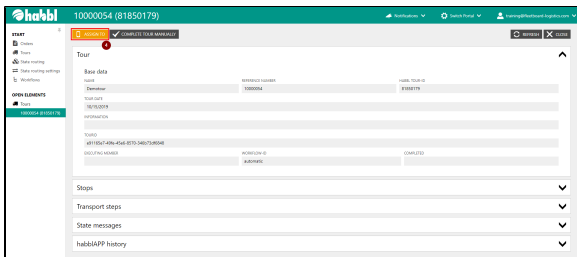 habbl
10000054 (81850179)
Notifications
Switch Portal
training@fleetboard-logistics.com
START
Orders
Tours
State routing
State routing settings
Workflows
OPEN ELEMENTS
Tours
10000054 (81850179)
ASSIGN TO
COMPLETE TOUR MANUALLY
REFRESH
CLOSE
4
Tour
Base data
NAME
REFERENCE NUMBER
HABBL TOUR-ID
Demotour
10000054
81850179
TOUR DATE
10/15/2019
INFORMATION
TOURID
EXECUTING MEMBER
WORKFLOW-ID
COMPLETED
automatic
Stops
Transport steps
State messages
habblAPP history